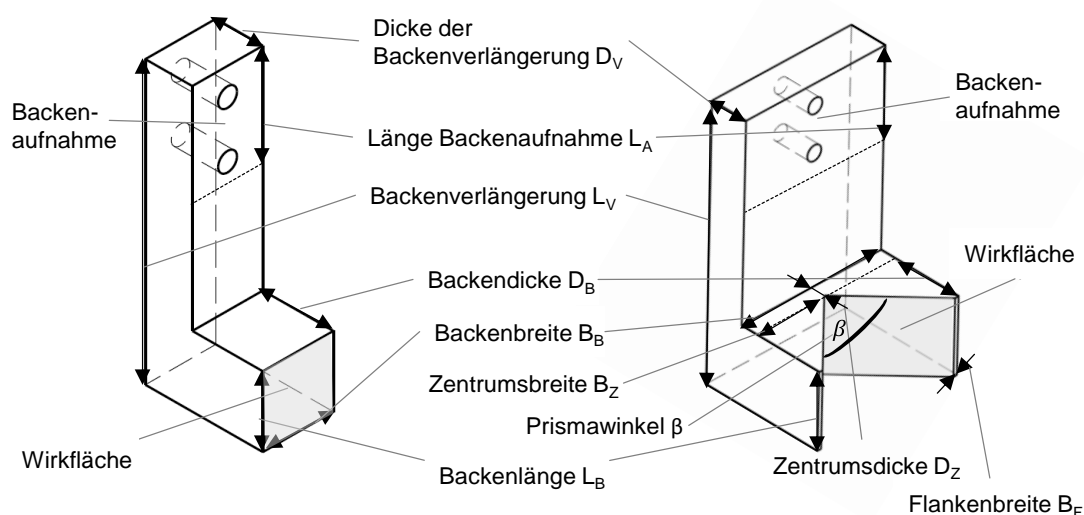 Dicke der
Backenverlängerung D_V
Backen-
aufnahme
Backen-
aufnahme
Länge Backenaufnahme L_A
Backenverlängerung L_V
Wirkfläche
Backendicke D_B
Backenbreite B_B
β
Zentrumsbreite B_Z
Prismawinkel β
Wirkfläche
Backenlänge L_B
Zentrumsdicke D_Z
Flankenbreite B_F